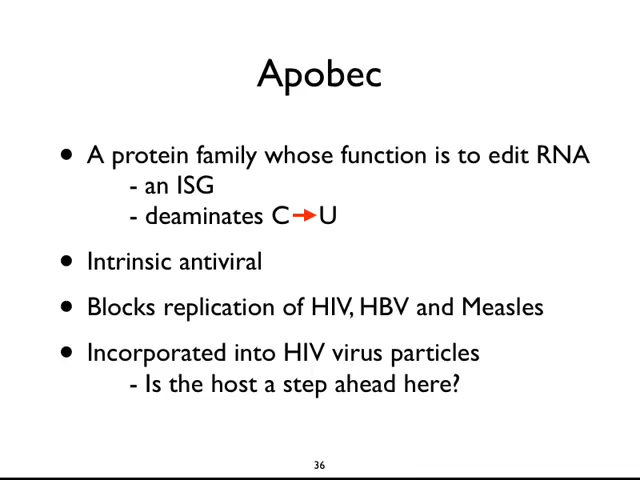 Apobec
• A protein family whose function is to edit RNA
- an ISG
- deaminates C→U
• Intrinsic antiviral
• Blocks replication of HIV, HBV and Measles
• Incorporated into HIV virus particles
- Is the host a step ahead here?
36